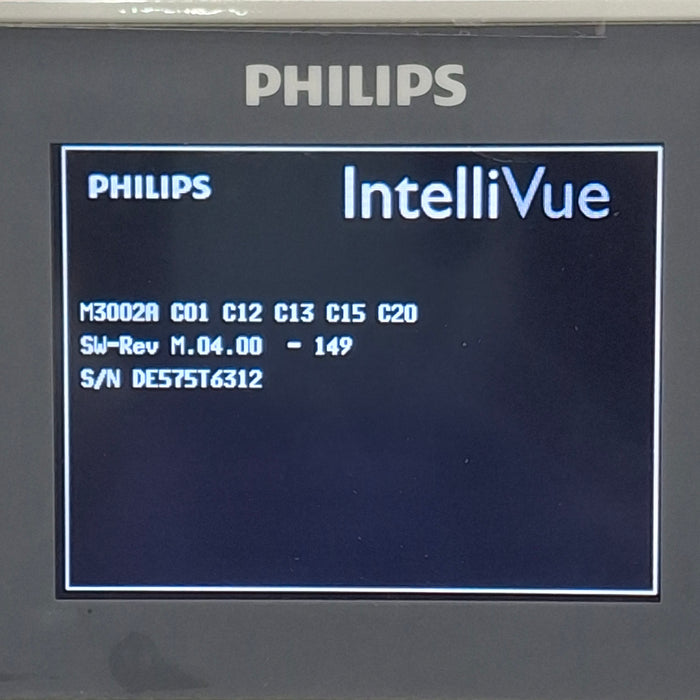 PHILIPS
PHILIPS IntelliVue
M3002A C01 C12 C13 C15 C20
SW-Rev M.04.00 - 149
S/N DE575T6312